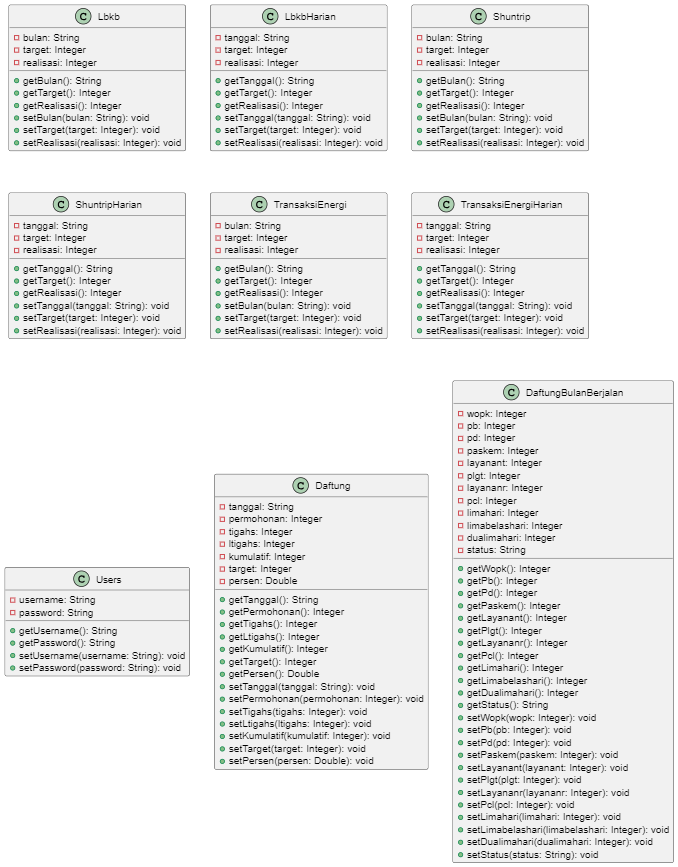 C Lbkb
bulan: String
target: Integer
realisasi: Integer
getBulan(): String
getTarget(): Integer
getRealisasi(): Integer
setBulan(bulan: String): void
setTarget(target: Integer): void
setRealisasi(realisasi: Integer): void
C LbkbHarian
tanggal: String
target: Integer
realisasi: Integer
getTanggal(): String
getTarget(): Integer
getRealisasi(): Integer
setTanggal(tanggal: String): void
setTarget(target: Integer): void
setRealisasi(realisasi: Integer): void
C Shuntrip
bulan: String
target: Integer
realisasi: Integer
getBulan(): String
getTarget(): Integer
getRealisasi(): Integer
setBulan(bulan: String): void
setTarget(target: Integer): void
setRealisasi(realisasi: Integer): void
C ShuntripHarian
tanggal: String
target: Integer
realisasi: Integer
getTanggal(): String
getTarget(): Integer
getRealisasi(): Integer
setTanggal(tanggal: String): void
setTarget(target: Integer): void
setRealisasi(realisasi: Integer): void
C TransaksiEnergi
bulan: String
target: Integer
realisasi: Integer
getBulan(): String
getTarget(): Integer
getRealisasi(): Integer
setBulan(bulan: String): void
setTarget(target: Integer): void
setRealisasi(realisasi: Integer): void
C TransaksiEnergiHarian
tanggal: String
target: Integer
realisasi: Integer
getTanggal(): String
getTarget(): Integer
getRealisasi(): Integer
setTanggal(tanggal: String): void
setTarget(target: Integer): void
setRealisasi(realisasi: Integer): void
C Users
username: String
password: String
getUsername(): String
getPassword(): String
setUsername(username: String): void
setPassword(password: String): void
C Daftung
tanggal: String
permohonan: Integer
tigahs: Integer
ltigahs: Integer
kumulatif: Integer
target: Integer
persen: Double
getTanggal(): String
getPermohonan(): Integer
getTigahs(): Integer
getLtigahs(): Integer
getKumulatif(): Integer
getTarget(): Integer
getPersen(): Double
setTanggal(tanggal: String): void
setPermohonan(permohonan: Integer): void
setTigahs(tigahs: Integer): void
setLtigahs(ltigahs: Integer): void
setKumulatif(kumulatif: Integer): void
setTarget(target: Integer): void
setPersen(persen: Double): void
C DaftungBulanBerjalan
wopk: Integer
pb: Integer
pd: Integer
paskem: Integer
layanant: Integer
plgt: Integer
layananr: Integer
pcl: Integer
limahari: Integer
limabelashari: Integer
dualimahari: Integer
status: String
getWopk(): Integer
getPb(): Integer
getPd(): Integer
getPaskem(): Integer
getLayanant(): Integer
getPlgt(): Integer
getLayananr(): Integer
getPcl(): Integer
getLimahari(): Integer
getLimabelashari(): Integer
getDualimahari(): Integer
getStatus(): String
setWopk(wopk: Integer): void
setPb(pb: Integer): void
setPd(pd: Integer): void
setPaskem(paskem: Integer): void
setLayanant(layanant: Integer): void
setPlgt(plgt: Integer): void
setLayananr(layananr: Integer): void
setPcl(pcl: Integer): void
setLimahari(limahari: Integer): void
setLimabelashari(limabelashari: Integer): void
setDualimahari(dualimahari: Integer): void
setStatus(status: String): void